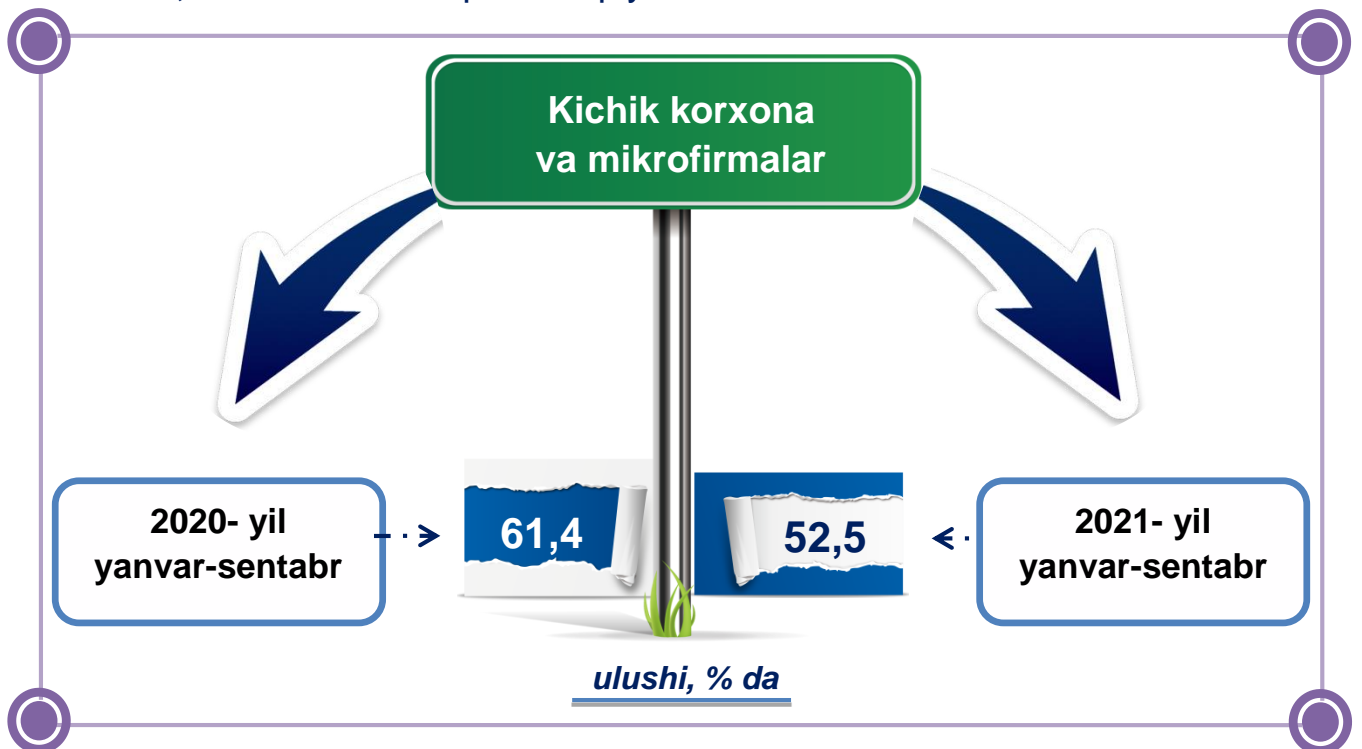 Kichik korxona
va mikrofirmalar
2020- yil
yanvar-sentabr
61,4
52,5
2021- yil
yanvar-sentabr
ulushi, % da